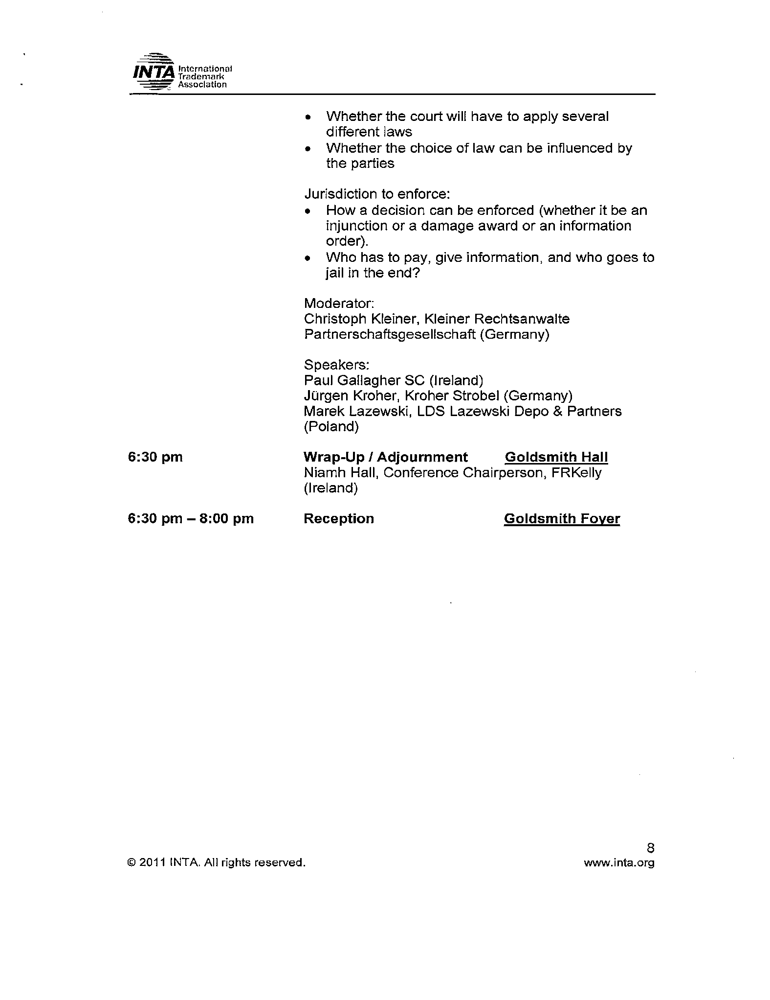 INTA International
Trademark
Association
• Whether the court will have to apply several
different laws
• Whether the choice of law can be influenced by
the parties
Jurisdiction to enforce:
• How a decision can be enforced (whether it be an
injunction or a damage award or an information
order).
• Who has to pay, give information, and who goes to
jail in the end?
Moderator:
Christoph Kleiner, Kleiner Rechtsanwalte
Partnerschaftsgesellschaft (Germany)
Speakers:
Paul Gallagher SC (Ireland)
Jürgen Kroher, Kroher Strobel (Germany)
Marek Lazewski, LDS Lazewski Depo & Partners
(Poland)
6:30 pm Wrap-Up / Adjournment Goldsmith Hall
Niamh Hall, Conference Chairperson, FRKelly
(Ireland)
6:30 pm – 8:00 pm Reception Goldsmith Foyer
8
© 2011 INTA. All rights reserved. www.inta.org